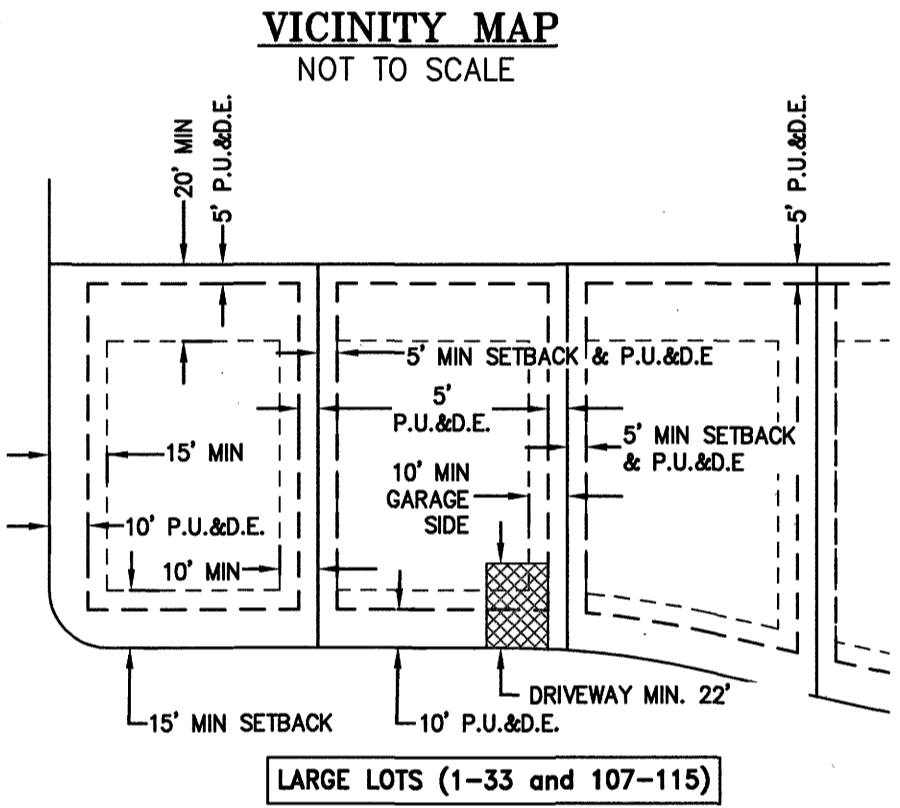 VICINITY MAP
NOT TO SCALE
20' MIN
5' P.U.&D.E.
5' P.U.&D.E.
5' MIN SETBACK & P.U.&D.E
5'
P.U.&D.E.
5' MIN SETBACK
& P.U.&D.E
15' MIN
10' MIN
GARAGE
SIDE
10' P.U.&D.E.
10' MIN
DRIVEWAY MIN. 22'
15' MIN SETBACK
10' P.U.&D.E.
LARGE LOTS (1-33 and 107-115)